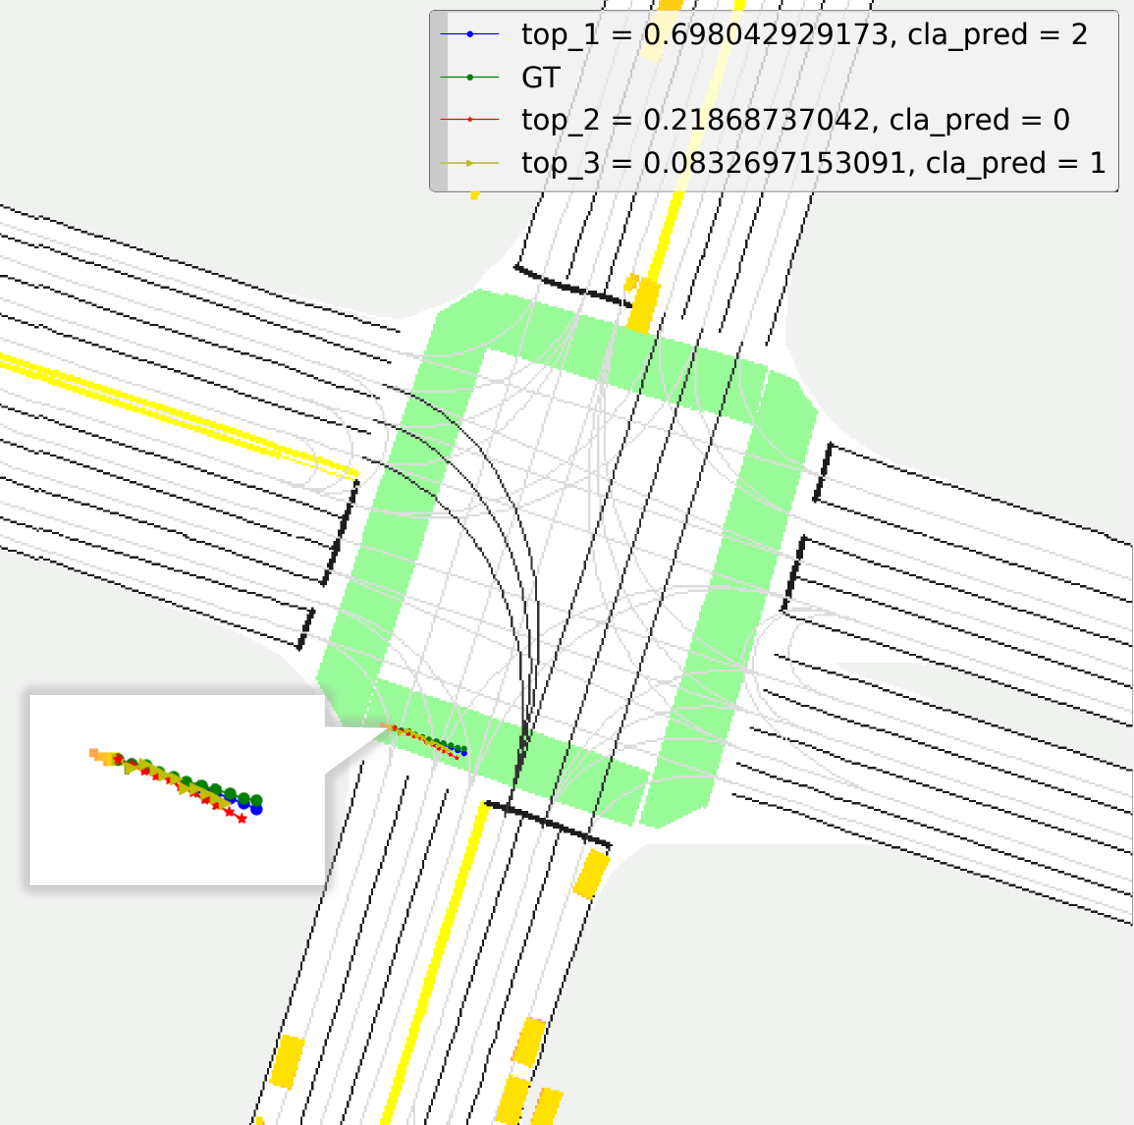 top_1 = 0.698042929173, cla_pred = 2
GT
top_2 = 0.21868737042, cla_pred = 0
top_3 = 0.0832697153091, cla_pred = 1